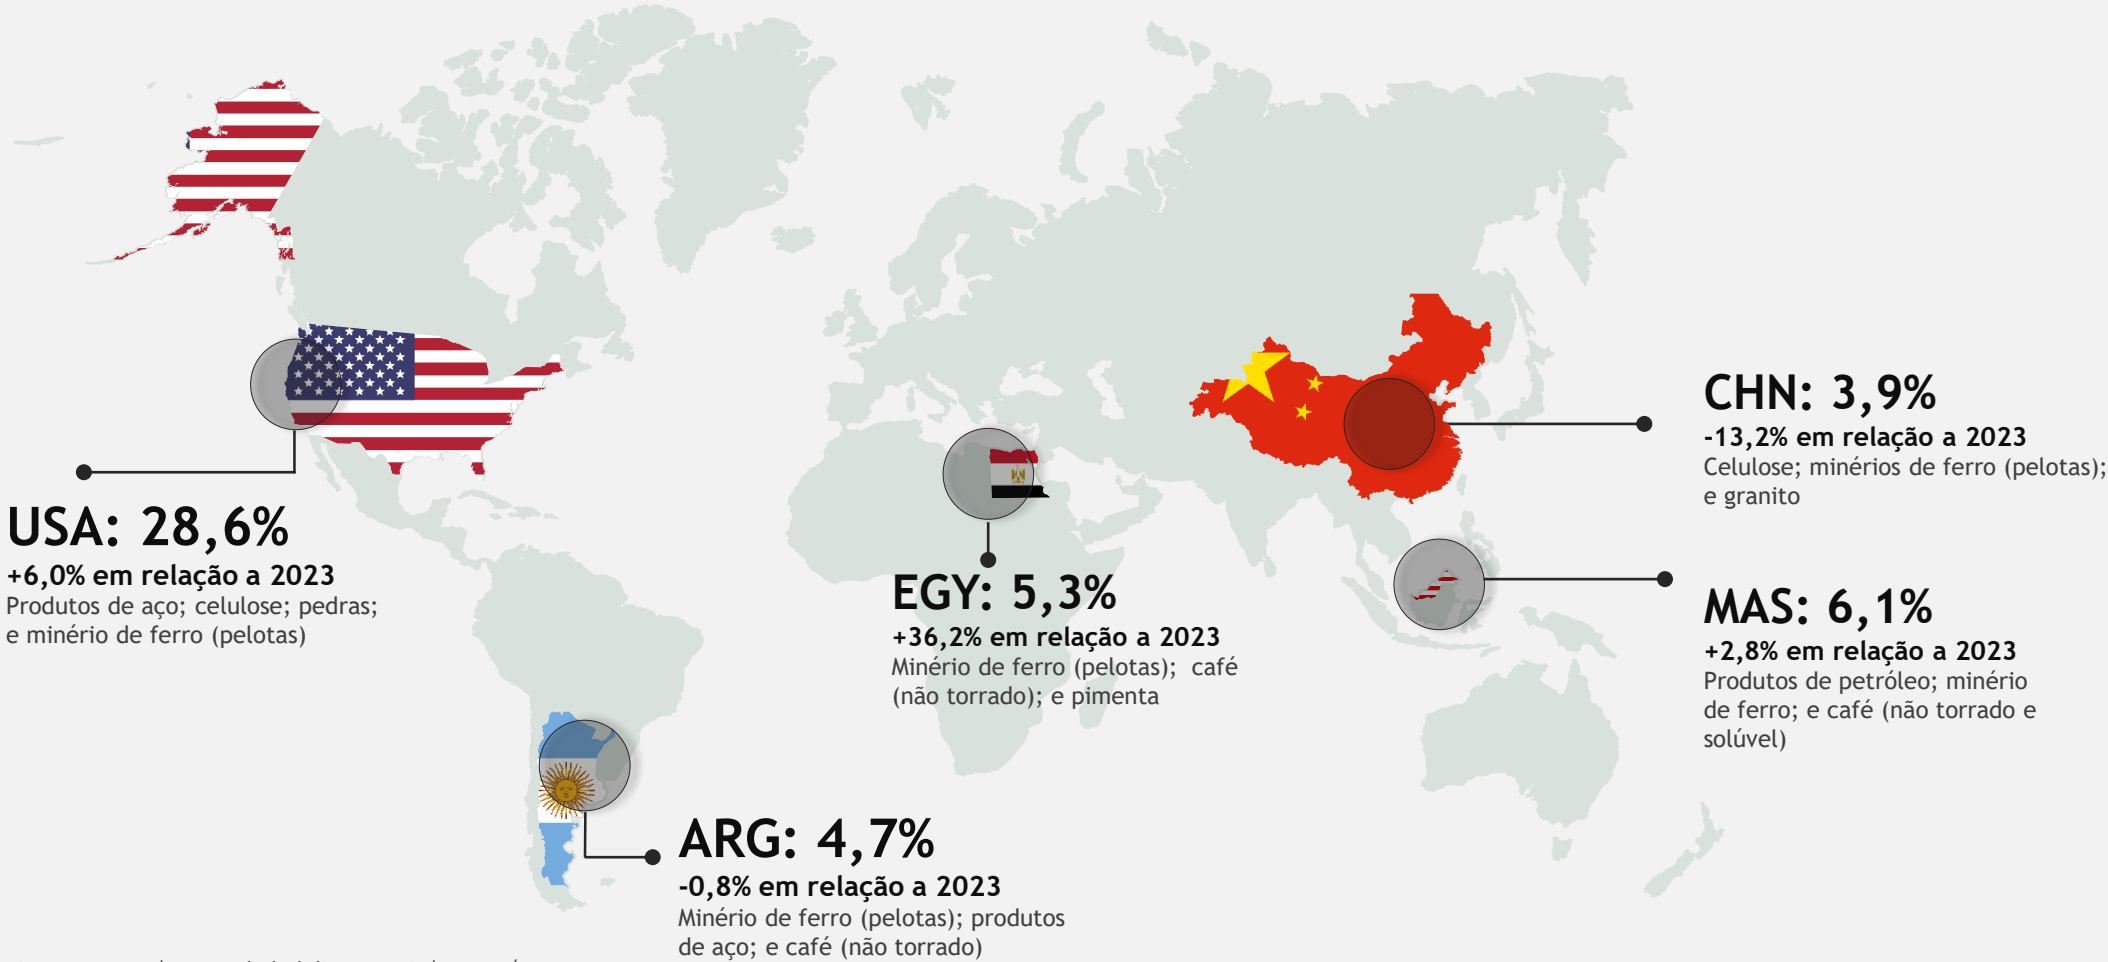 USA: 28,6%
+6,0% em relação a 2023
Produtos de aço; celulose; pedras;
e minério de ferro (pelotas)
ARG: 4,7%
-0,8% em relação a 2023
Minério de ferro (pelotas); produtos
de aço; e café (não torrado)
EGY: 5,3%
+36,2% em relação a 2023
Minério de ferro (pelotas); café
(não torrado); e pimenta
CHN: 3,9%
-13,2% em relação a 2023
Celulose; minérios de ferro (pelotas);
e granito
MAS: 6,1%
+2,8% em relação a 2023
Produtos de petróleo; minério
de ferro; e café (não torrado e
solúvel)